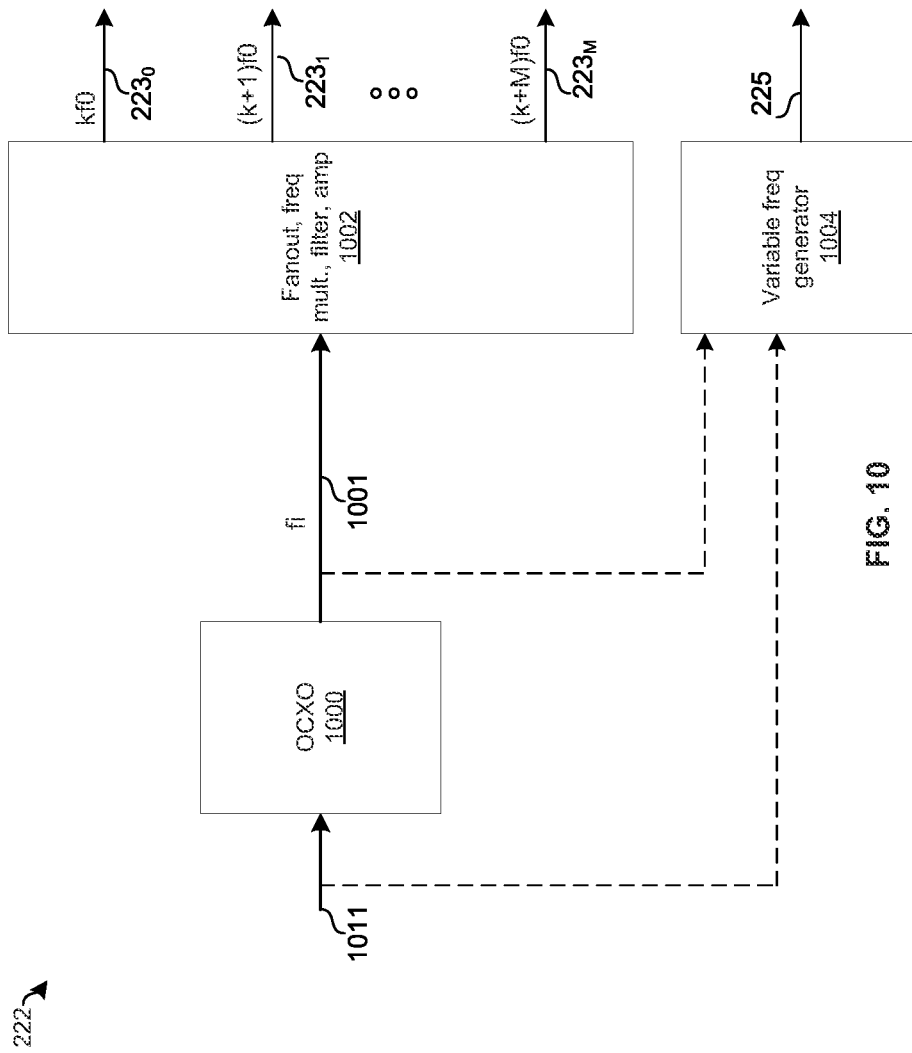 222
1011
OCXO
1000
fi
1001
Fanout, freq
mult., filter, amp
1002
kf0
223₀
(k+1)f0
223₁
(k+M)f0
223M
Variable freq
generator
1004
225
FIG. 10